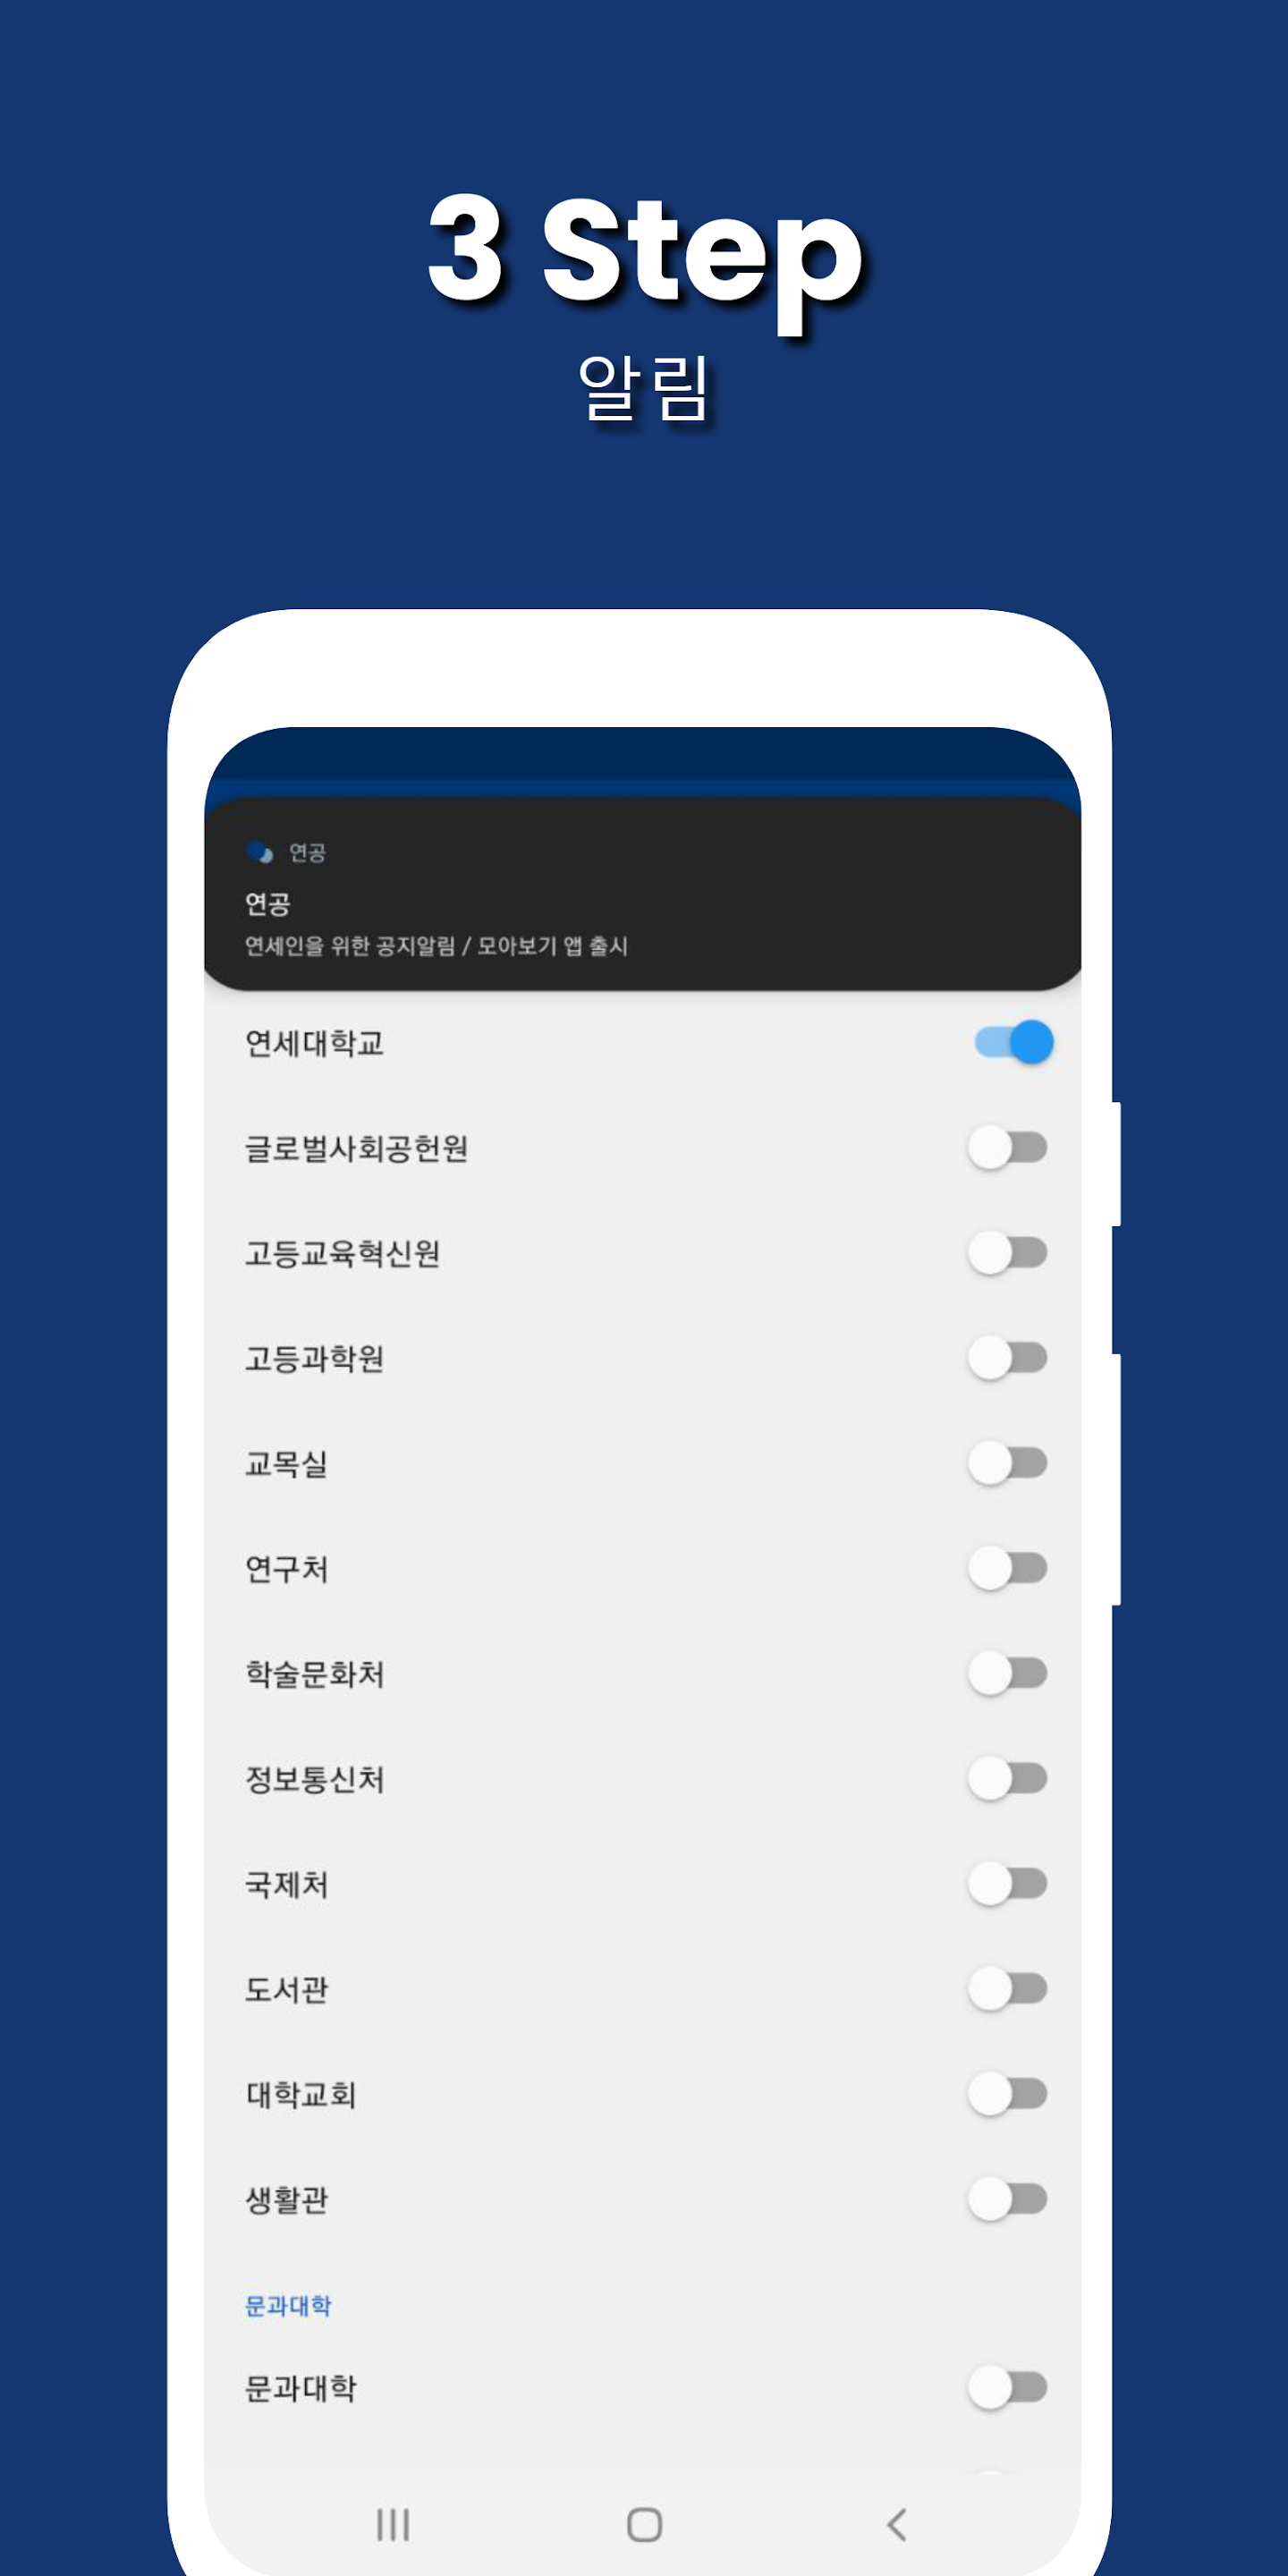 3 Step
알림
연공
연공
연세인을 위한 공지알림 / 모아보기 앱 출시
연세대학교
글로벌사회공헌원
고등교육혁신원
고등과학원
교목실
연구처
학술문화처
정보통신처
국제처
도서관
대학교회
생활관
문과대학
문과대학